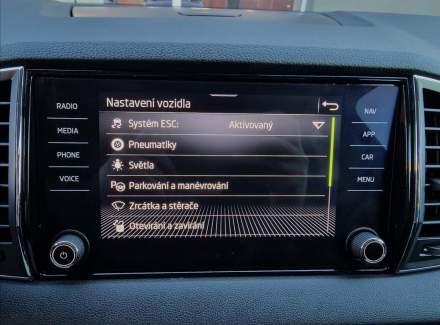 RADIO
MEDIA
PHONE
VOICE
Nastavení vozidla
Systém ESC: Aktivovaný
Pneumatiky
Světla
Parkování a manévrování
Zrcátka a stěrače
Otevírání a zavírání
NAV
APP
CAR
MENU